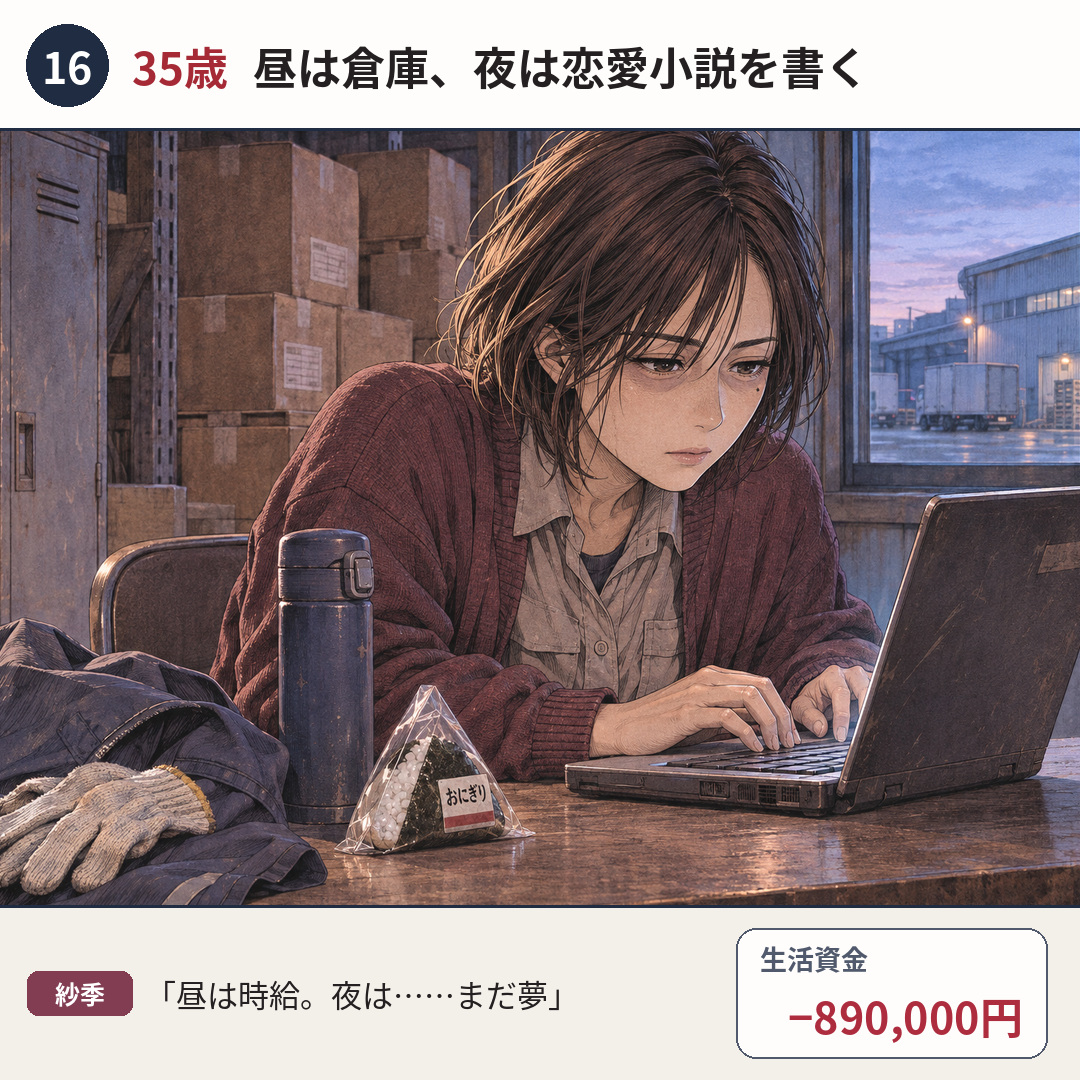 16 35歳 昼は倉庫、夜は恋愛小説を書く
おにぎり
紗季 「昼は時給。夜は……まだ夢」
生活資金
−890,000円